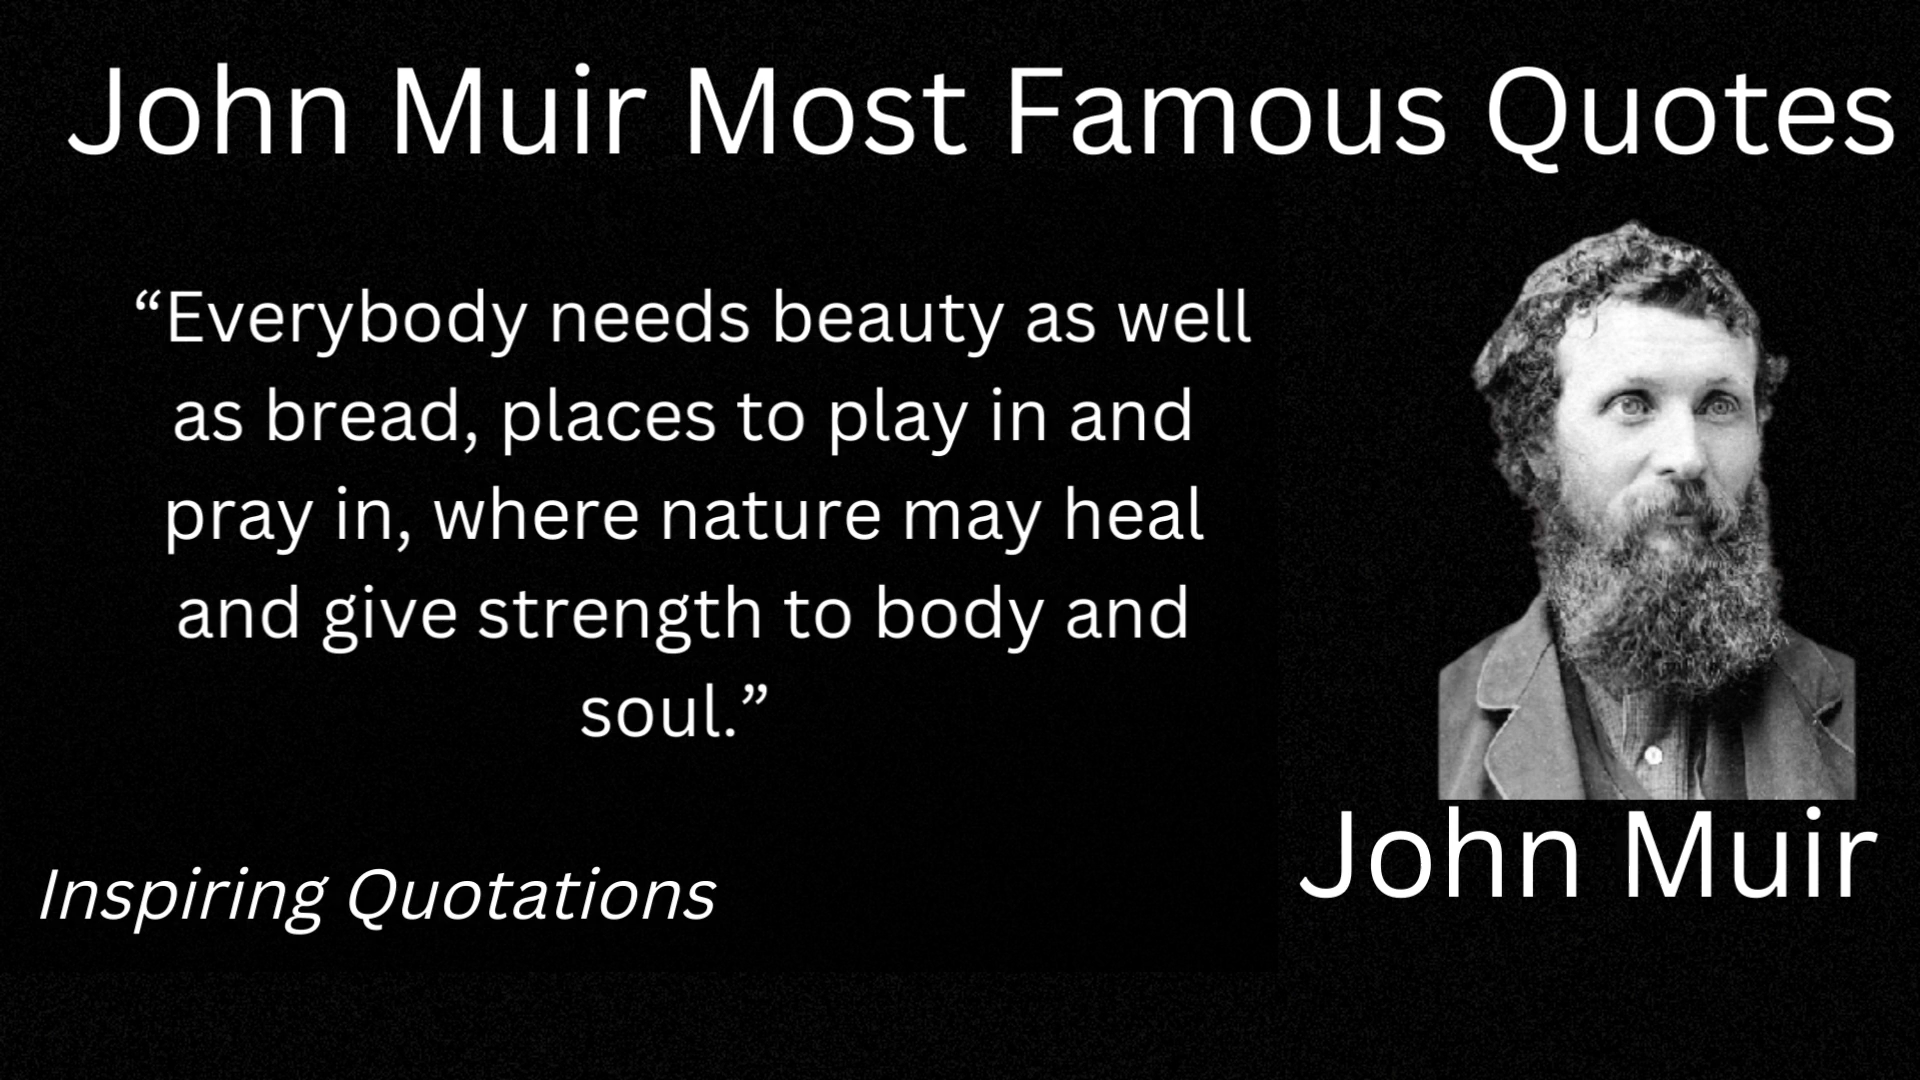 John Muir Most Famous Quotes
“Everybody needs beauty as well
as bread, places to play in and
pray in, where nature may heal
and give strength to body and
soul.”
John Muir
Inspiring Quotations